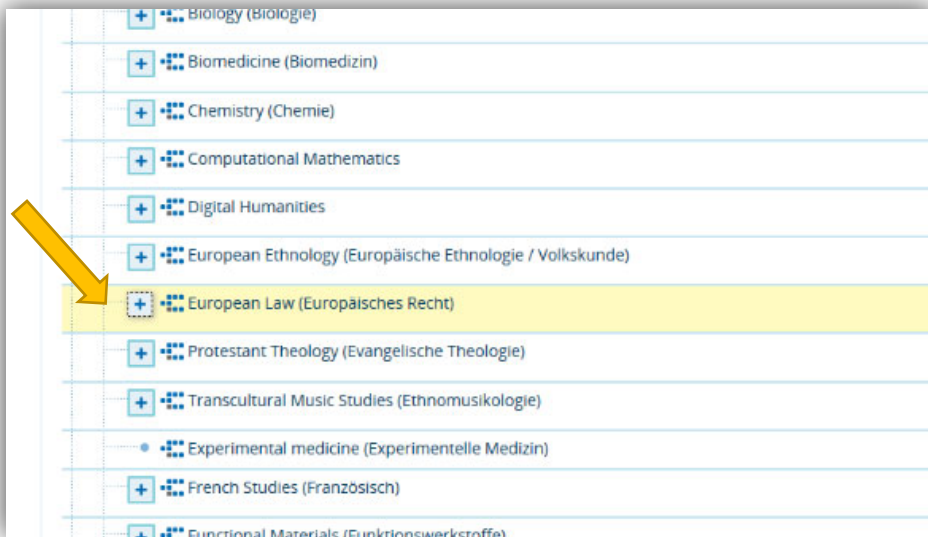 Biology (Biologie)
Biomedicine (Biomedizin)
Chemistry (Chemie)
Computational Mathematics
Digital Humanities
European Ethnology (Europäische Ethnologie / Volkskunde)
European Law (Europäisches Recht)
Protestant Theology (Evangelische Theologie)
Transcultural Music Studies (Ethnomusikologie)
Experimental medicine (Experimentelle Medizin)
French Studies (Französisch)
Functional Materials (Funktionswerkstoffe)